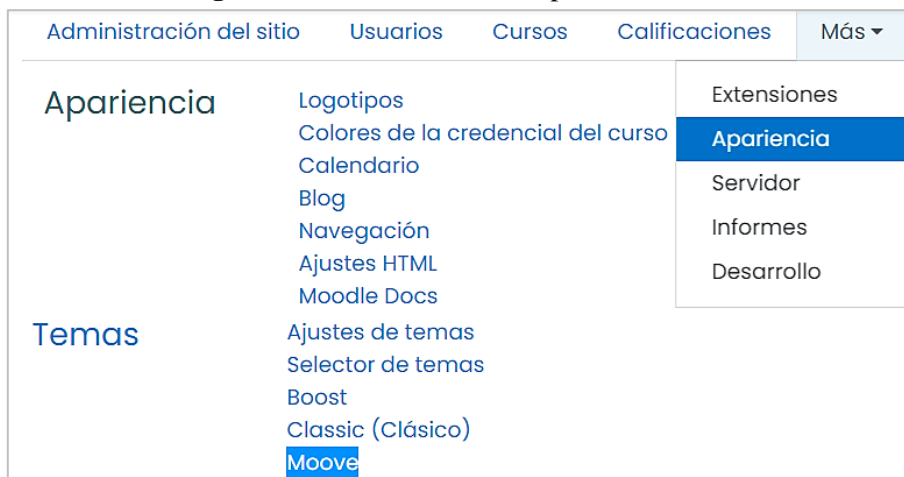 Administración del sitio Usuarios Cursos Calificaciones Más
Apariencia
Logotipos
Colores de la credencial del curso
Calendario
Blog
Navegación
Ajustes HTML
Moodle Docs
Temas
Ajustes de temas
Selector de temas
Boost
Classic (Clásico)
Moove
Extensiones
Apariencia
Servidor
Informes
Desarrollo